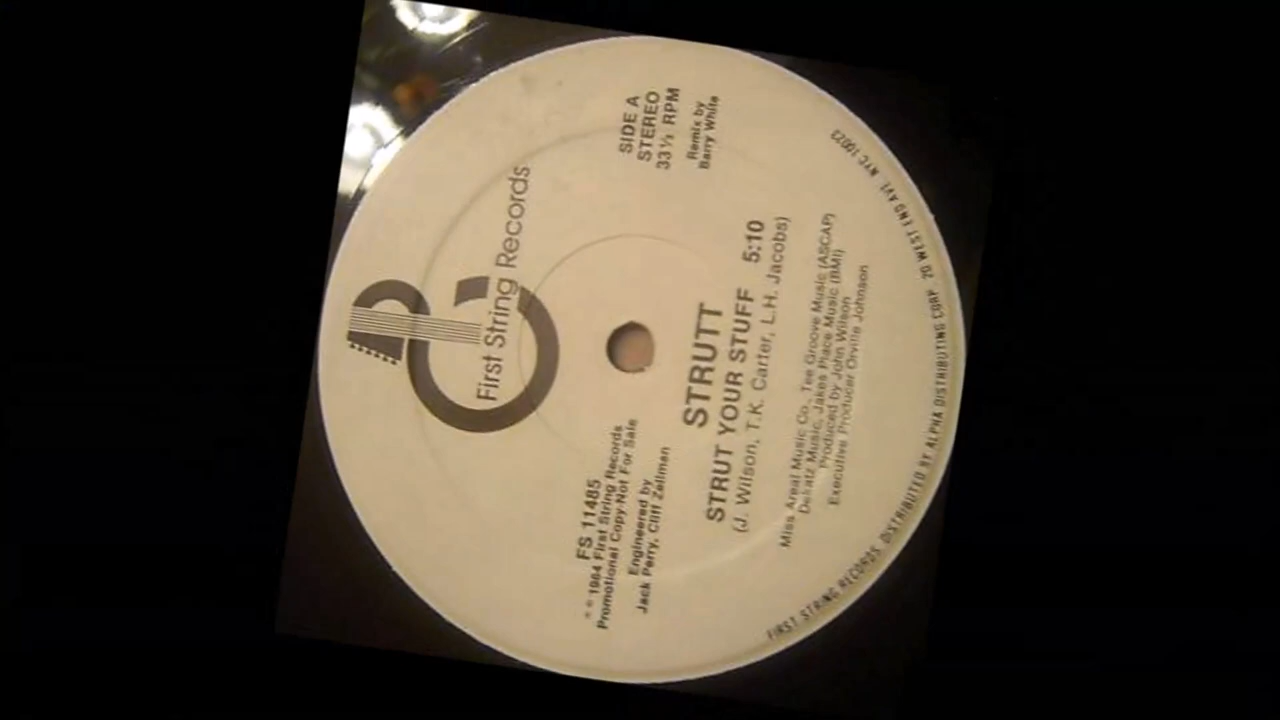 First String Records
FS 11485
℗ © 1984 First String Records
Promotional Copy-Not For Sale
Engineered by
Jack Perry, Cliff Zellman
SIDE A
STEREO
33⅓ RPM
Remix by
Barry White
STRUTT
STRUT YOUR STUFF 5:10
(J. Wilson, T.K. Carter, L.H. Jacobs)
Miss Areal Music Co., Tee Groove Music (ASCAP)
Dekatz Music, Jakes Place Music (BMI)
Produced by John Wilson
Executive Producer Orville Johnson
FIRST STRING RECORDS, DISTRIBUTED BY ALPHA DISTRIBUTING CORP. 20 WEST END AVE. NYC 10023